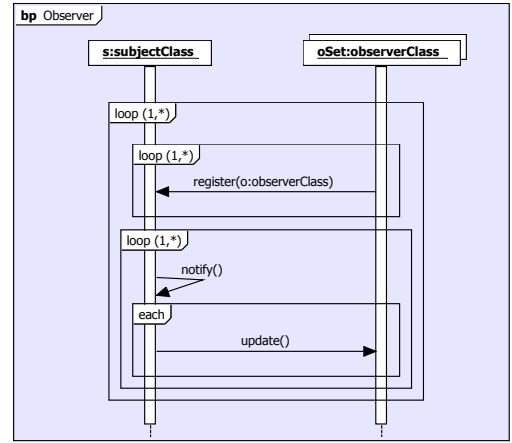 bp Observer
s:subjectClass
oSet:observerClass
loop (1,*)
loop (1,*)
register(o:observerClass)
loop (1,*)
notify()
each
update()